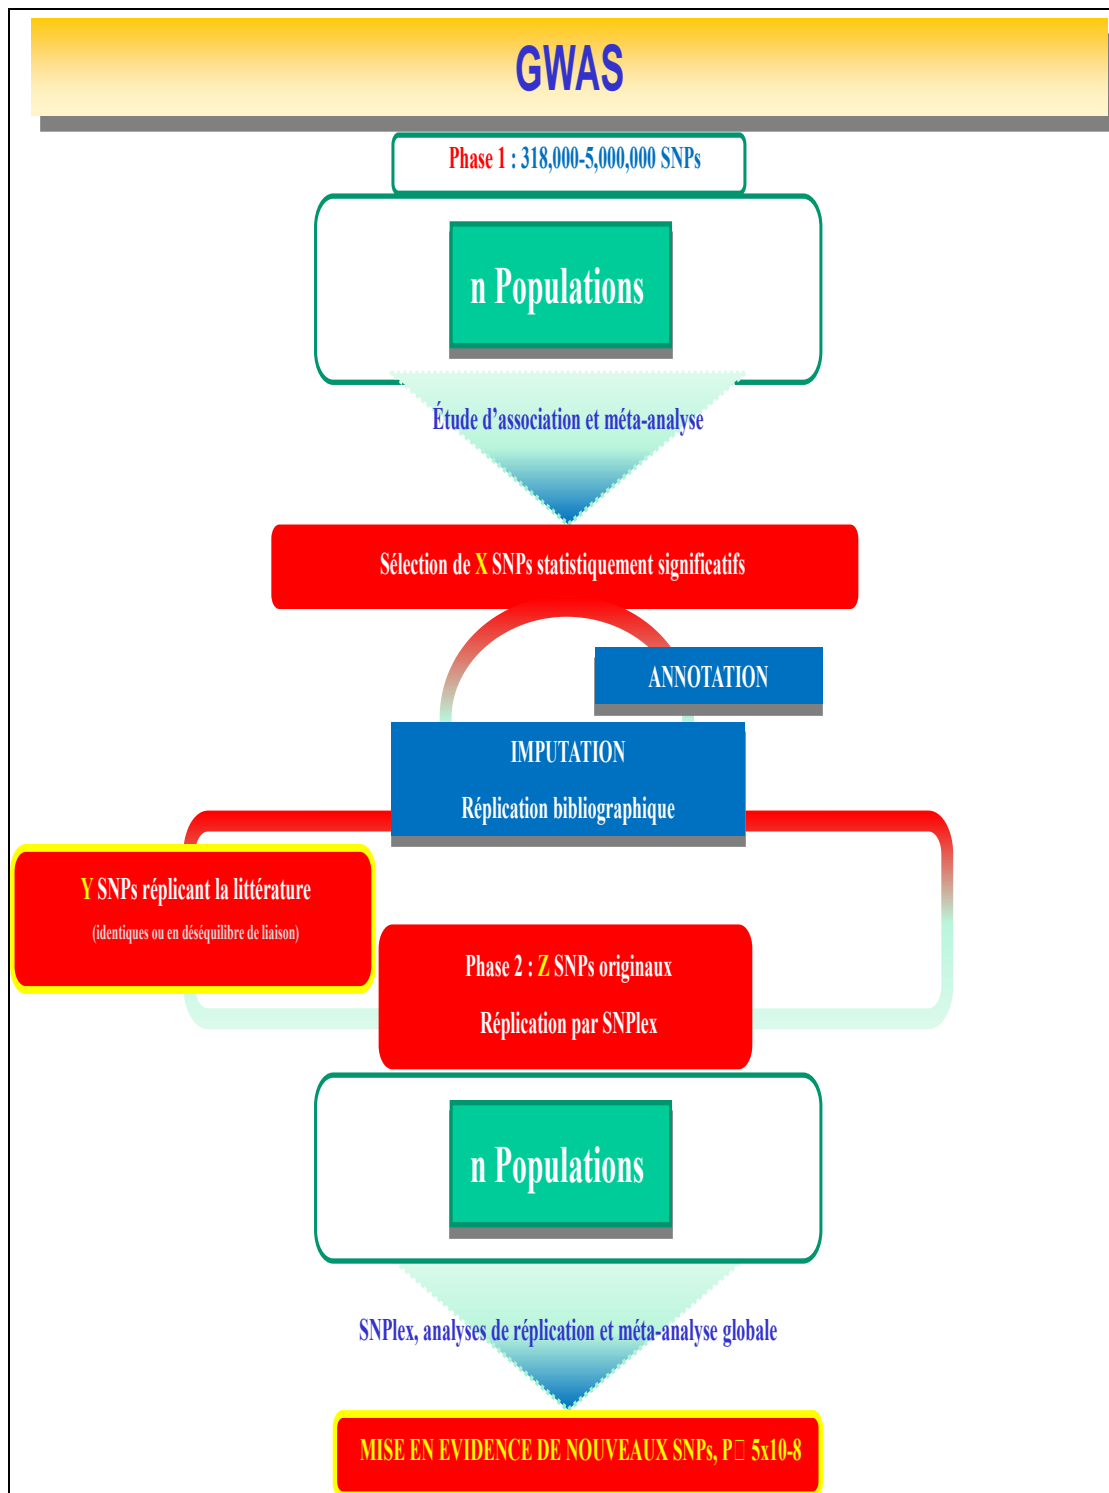 GWAS
Phase 1 : 318,000-5,000,000 SNPs
n Populations
Étude d’association et méta-analyse
Sélection de X SNPs statistiquement significatifs
ANNOTATION
IMPUTATION
Réplication bibliographique
Y SNPs réplicant la littérature
(identiques ou en déséquilibre de liaison)
Phase 2 : Z SNPs originaux
Réplication par SNPlex
n Populations
SNPlex, analyses de réplication et méta-analyse globale
MISE EN EVIDENCE DE NOUVEAUX SNPs, P□ 5x10-8